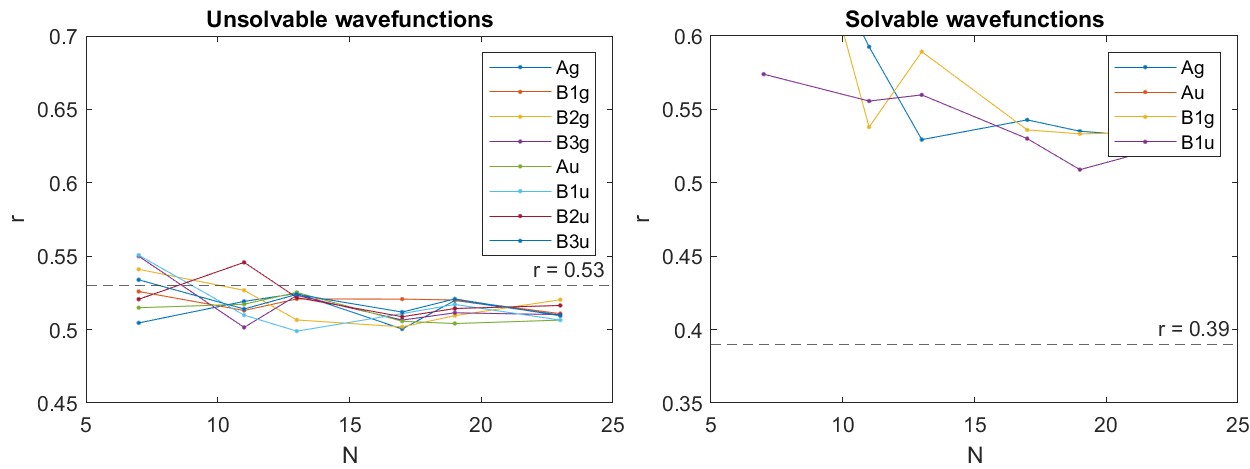 Unsolvable wavefunctions
0.7
0.65
0.6
0.55
0.5
0.45
r
Ag
B1g
B2g
B3g
Au
B1u
B2u
B3u
r = 0.53
5
10
15
20
25
N
Solvable wavefunctions
0.6
0.55
0.5
0.45
0.4
0.35
r
Ag
Au
B1g
B1u
r = 0.39
5
10
15
20
25
N